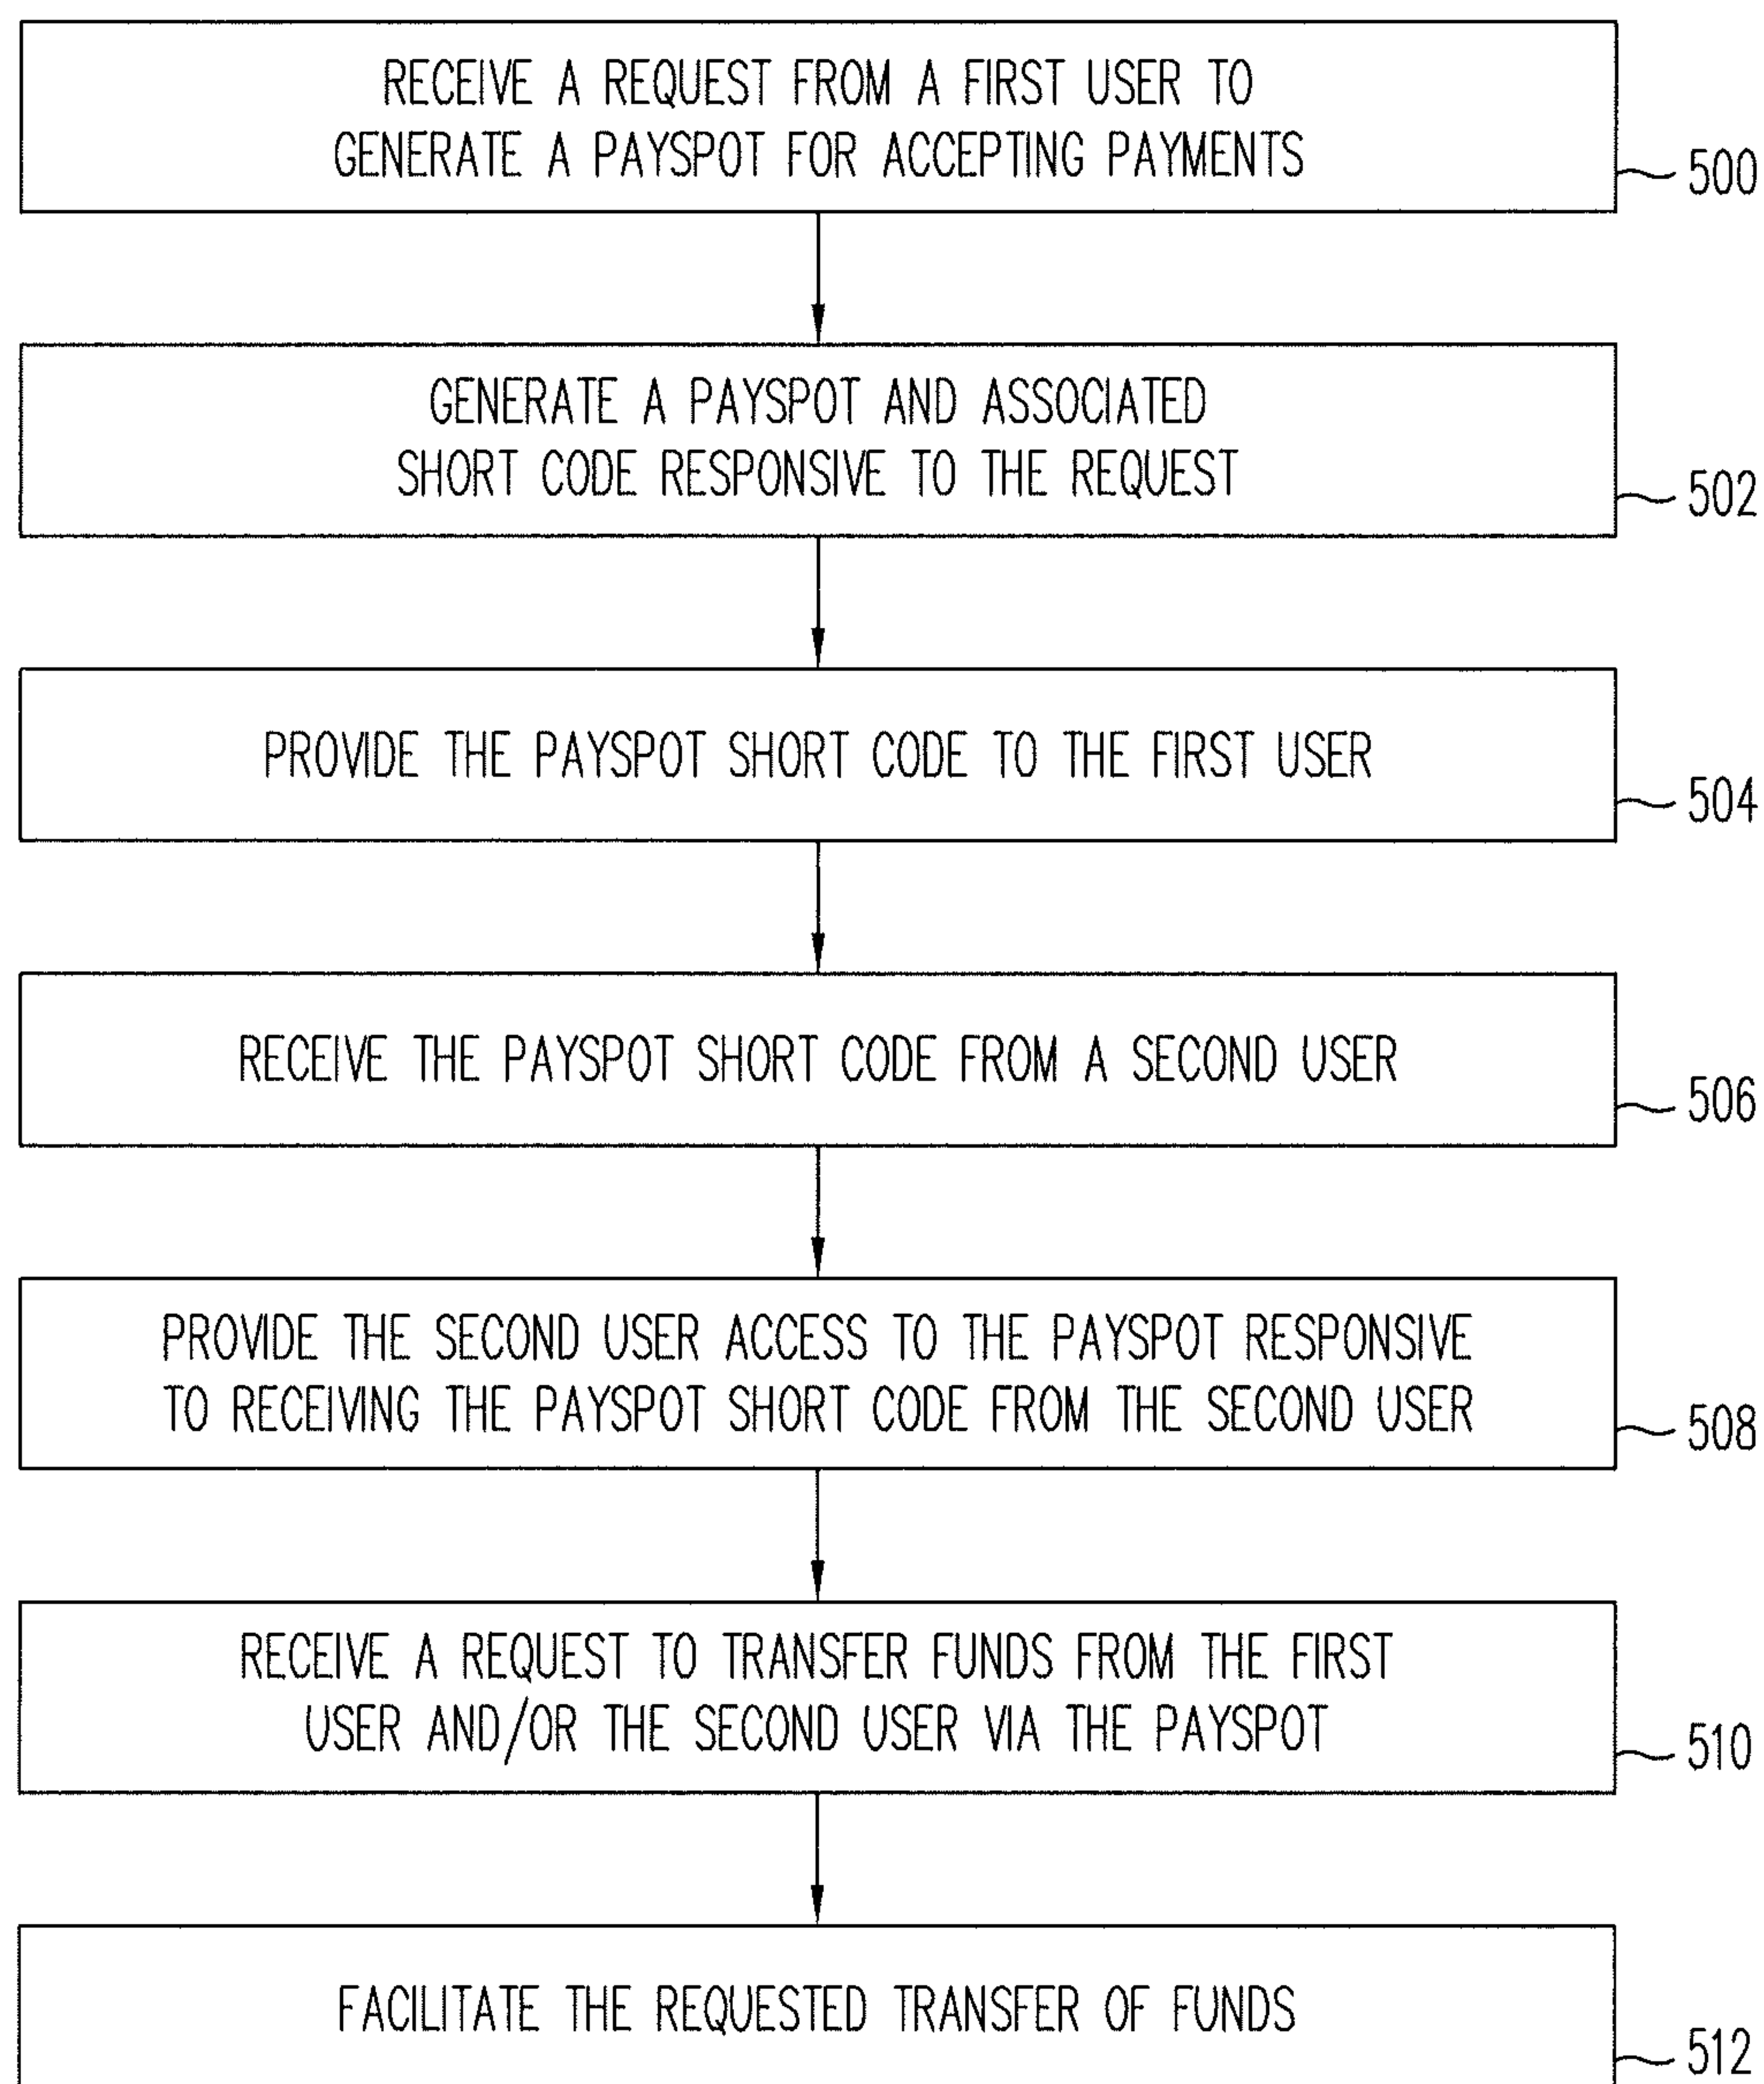 RECEIVE A REQUEST FROM A FIRST USER TO
GENERATE A PAYSPOT FOR ACCEPTING PAYMENTS
500
GENERATE A PAYSPOT AND ASSOCIATED
SHORT CODE RESPONSIVE TO THE REQUEST
502
PROVIDE THE PAYSPOT SHORT CODE TO THE FIRST USER
504
RECEIVE THE PAYSPOT SHORT CODE FROM A SECOND USER
506
PROVIDE THE SECOND USER ACCESS TO THE PAYSPOT RESPONSIVE
TO RECEIVING THE PAYSPOT SHORT CODE FROM THE SECOND USER
508
RECEIVE A REQUEST TO TRANSFER FUNDS FROM THE FIRST
USER AND/OR THE SECOND USER VIA THE PAYSPOT
510
FACILITATE THE REQUESTED TRANSFER OF FUNDS
512